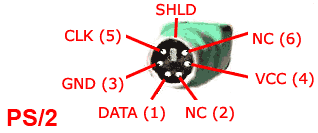 SHLD
CLK (5)
NC (6)
GND (3)
VCC (4)
DATA (1)
NC (2)
PS/2